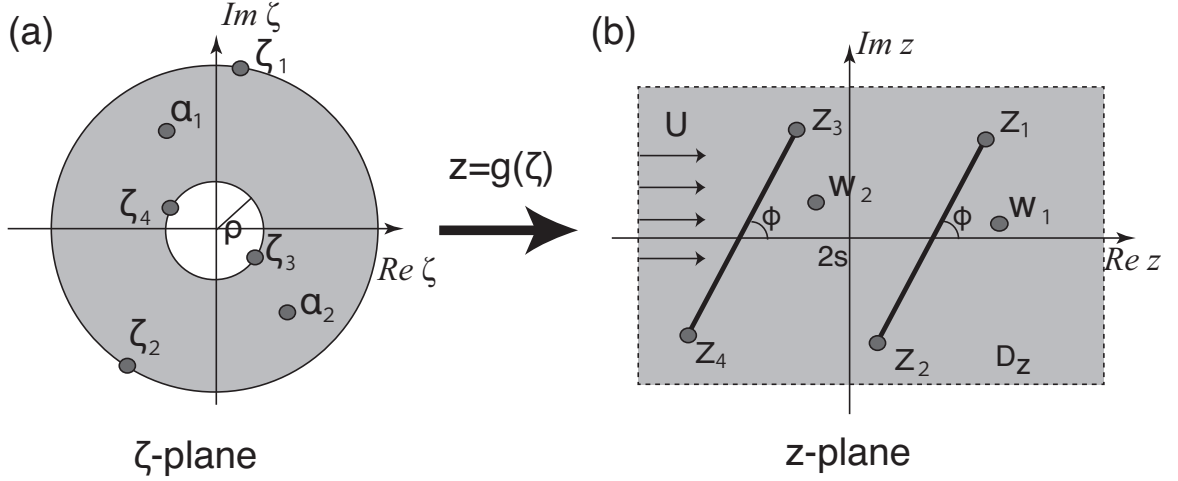 (a)
Im ζ
ζ1
α1
ζ4
ρ
ζ3
Re ζ
α2
ζ2
ζ-plane
z=g(ζ)
(b)
Im z
U
z3
z1
w2
w1
ϕ
ϕ
2s
Re z
z4
z2
Dz
z-plane